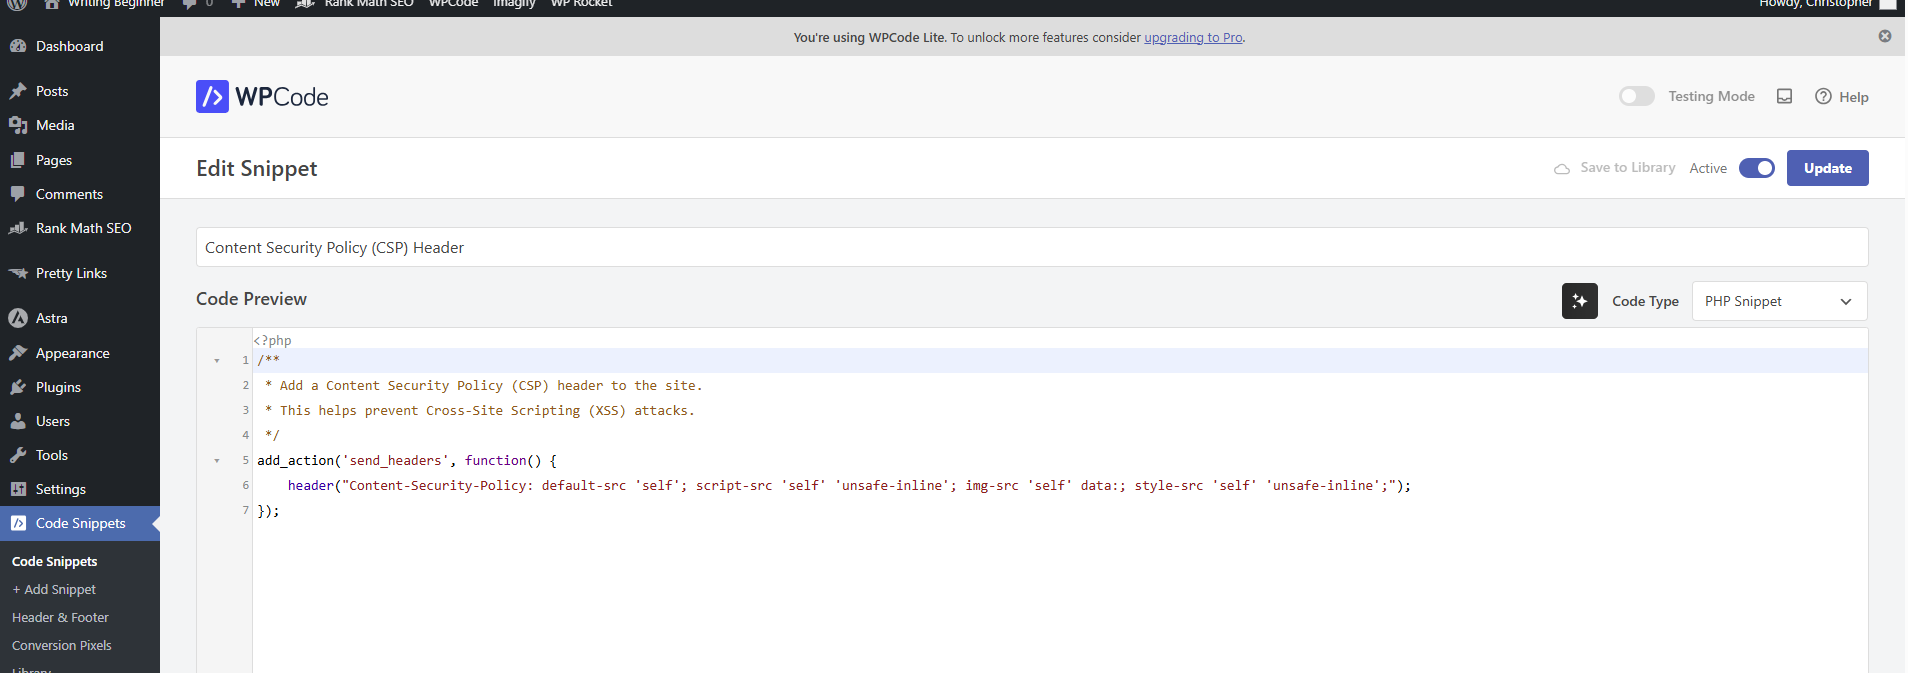 Writing Beginner 0 New Rank Math SEO WPCode Imagify WP Rocket Howdy, Christopher
You're using WPCode Lite. To unlock more features consider upgrading to Pro.
WPCode
Testing Mode Help
Edit Snippet
Save to Library Active Update
Content Security Policy (CSP) Header
Code Preview
Code Type PHP Snippet
<?php
1 /**
2 * Add a Content Security Policy (CSP) header to the site.
3 * This helps prevent Cross-Site Scripting (XSS) attacks.
4 */
5 add_action('send_headers', function() {
6 header("Content-Security-Policy: default-src 'self'; script-src 'self' 'unsafe-inline'; img-src 'self' data:; style-src 'self' 'unsafe-inline';");
7 });
Dashboard
Posts
Media
Pages
Comments
Rank Math SEO
Pretty Links
Astra
Appearance
Plugins
Users
Tools
Settings
Code Snippets
Code Snippets
+ Add Snippet
Header & Footer
Conversion Pixels
Library